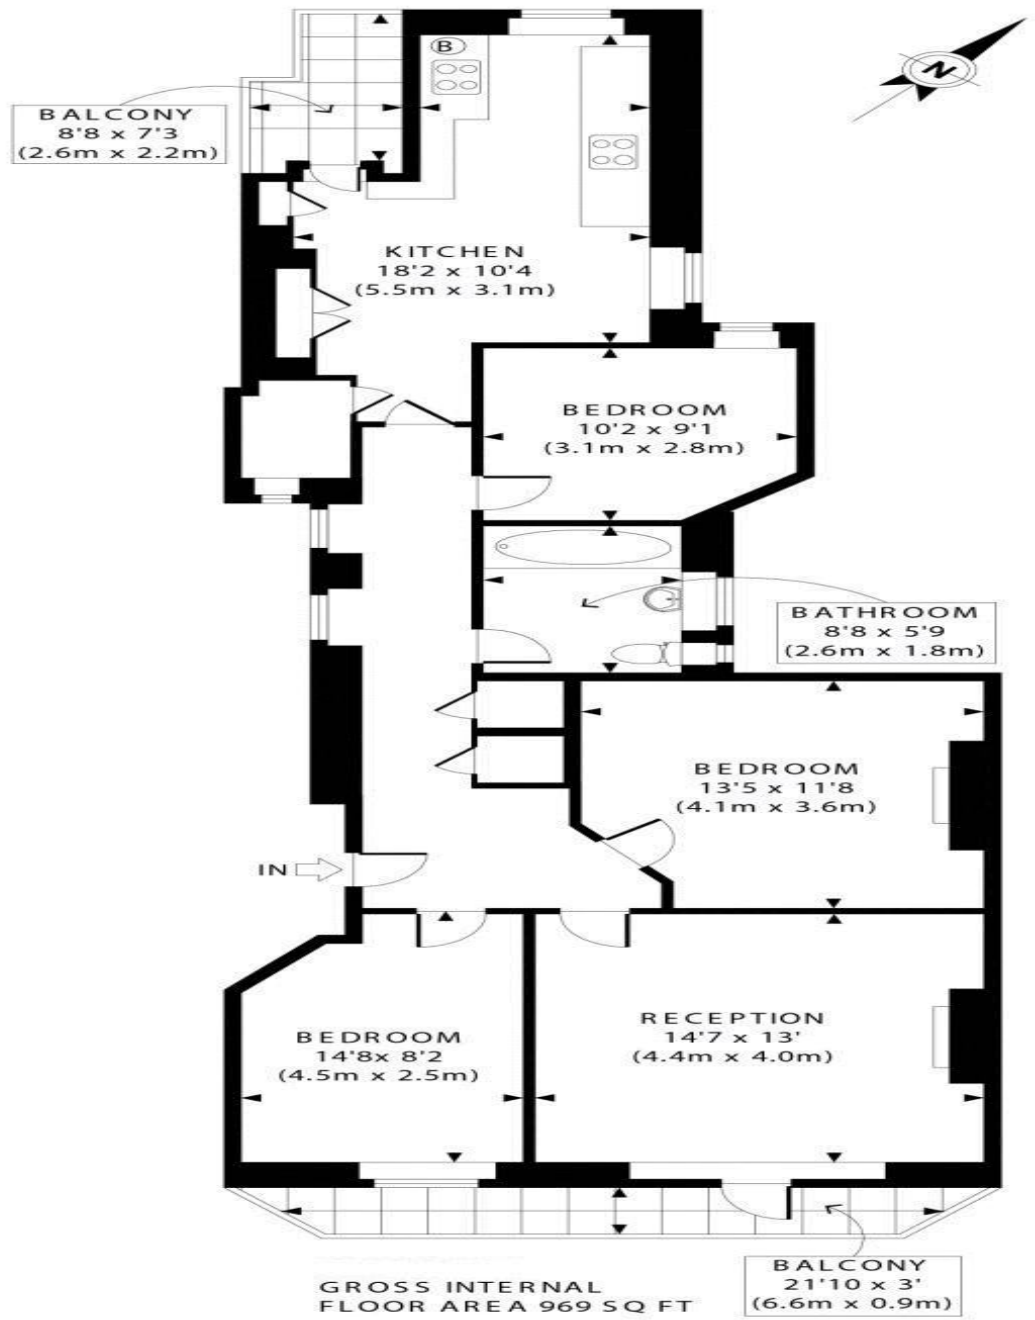 N
B
BALCONY
8'8 x 7'3
(2.6m x 2.2m)
KITCHEN
18'2 x 10'4
(5.5m x 3.1m)
BEDROOM
10'2 x 9'1
(3.1m x 2.8m)
BATHROOM
8'8 x 5'9
(2.6m x 1.8m)
BEDROOM
13'5 x 11'8
(4.1m x 3.6m)
IN
RECEPTION
14'7 x 13'
(4.4m x 4.0m)
BEDROOM
14'8x 8'2
(4.5m x 2.5m)
BALCONY
21'10 x 3'
(6.6m x 0.9m)
GROSS INTERNAL
FLOOR AREA 969 SQ FT